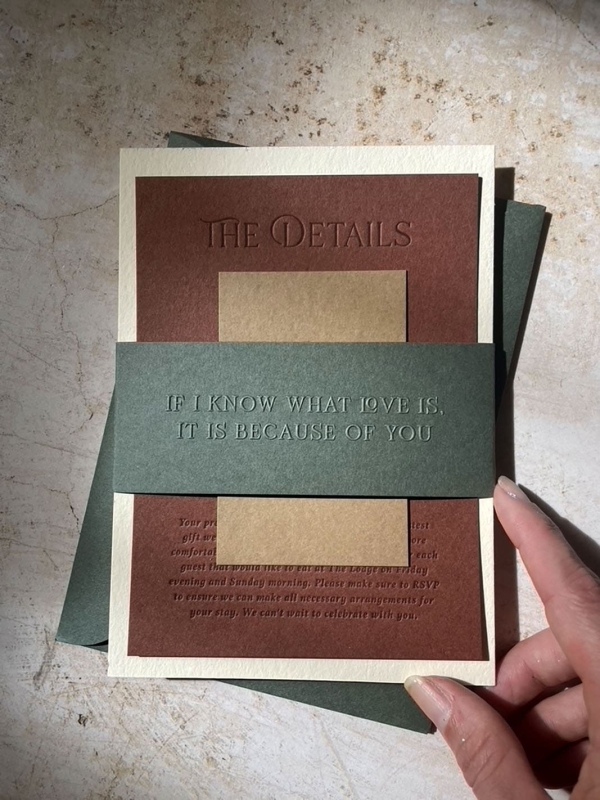 THE DETAILS
IF I KNOW WHAT LOVE IS,
IT IS BECAUSE OF YOU
Your
gift
each
guest that would like to eat at The Lodge on Friday
evening and Sunday morning. Please make sure to RSVP
to ensure we can make all necessary arrangements for
your stay. We can't wait to celebrate with you.